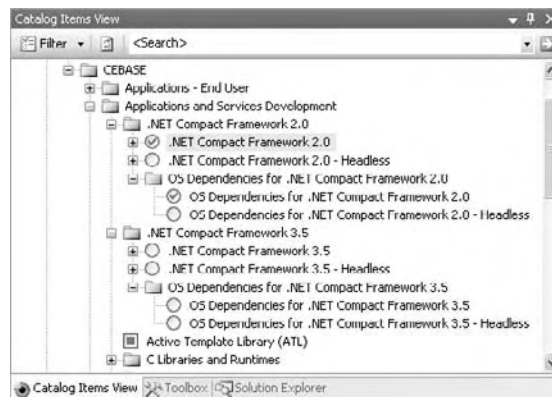 Catalog Items View
Filter
<Search>
CEBASE
Applications - End User
Applications and Services Development
.NET Compact Framework 2.0
.NET Compact Framework 2.0
.NET Compact Framework 2.0 - Headless
OS Dependencies for .NET Compact Framework 2.0
OS Dependencies for .NET Compact Framework 2.0
OS Dependencies for .NET Compact Framework 2.0 - Headless
.NET Compact Framework 3.5
.NET Compact Framework 3.5
.NET Compact Framework 3.5 - Headless
OS Dependencies for .NET Compact Framework 3.5
OS Dependencies for .NET Compact Framework 3.5
OS Dependencies for .NET Compact Framework 3.5 - Headless
Active Template Library (ATL)
C Libraries and Runtimes
Catalog Items View Toolbox Solution Explorer